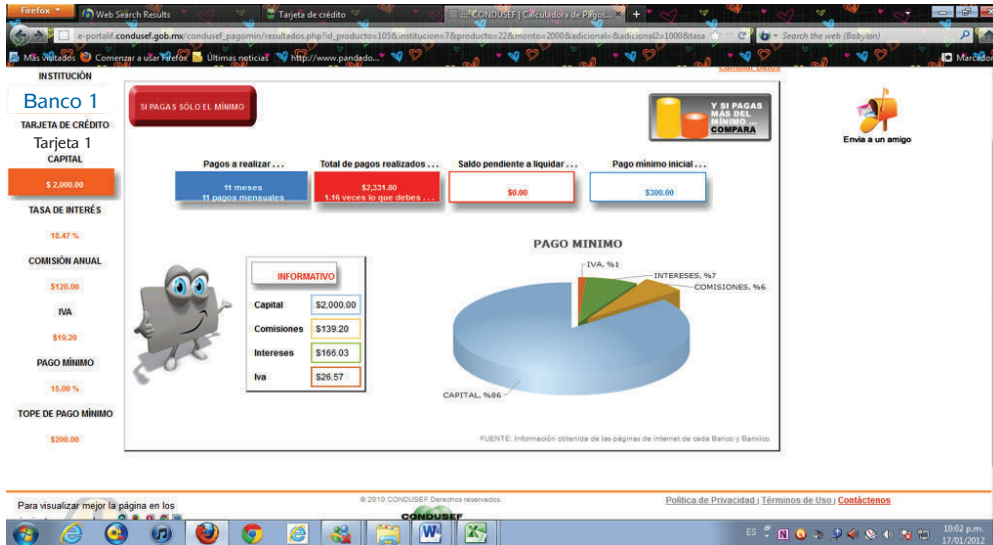 Firefox
Web Search Results
Tarjeta de crédito
CONDUSEF | Calculadora de Pagos...
e-portalif.condusef.gob.mx/condusef_pagomin/resultados.php?id_producto=105&institucion=7&producto=22&monto=2000&adicional=&adicional2=1000&tasa
Search the web (Babylon)
Más visitados
Comenzar a usar Firefox
Últimas noticias
http://www.pandado...
Marcador
INSTITUCIÓN
Banco 1
TARJETA DE CRÉDITO
Tarjeta 1
CAPITAL
$ 2,000.00
TASA DE INTERÉS
18.47 %
COMISIÓN ANUAL
$120.00
IVA
$19.20
PAGO MÍNIMO
15.00 %
TOPE DE PAGO MÍNIMO
$200.00
Cambiar Datos
SI PAGAS SÓLO EL MÍNIMO
Y SI PAGAS
MÁS DEL
MÍNIMO ...
COMPARA
Envia a un amigo
Pagos a realizar . . .
11 meses
11 pagos mensuales
Total de pagos realizados . . .
$2,331.80
1.16 veces lo que debes . . .
Saldo pendiente a liquidar . . .
$0.00
Pago mínimo inicial . . .
$300.00
INFORMATIVO
Capital $2,000.00
Comisiones $139.20
Intereses $166.03
Iva $26.57
PAGO MINIMO
IVA, %1
INTERESES, %7
COMISIONES, %6
CAPITAL, %86
FUENTE: Información obtenida de las páginas de internet de cada Banco y Banxico.
Para visualizar mejor la página en los
© 2010 CONDUSEF Derechos reservados.
CONDUSEF
Política de Privacidad | Términos de Uso | Contáctenos
ES
10:02 p.m.
17/01/2012